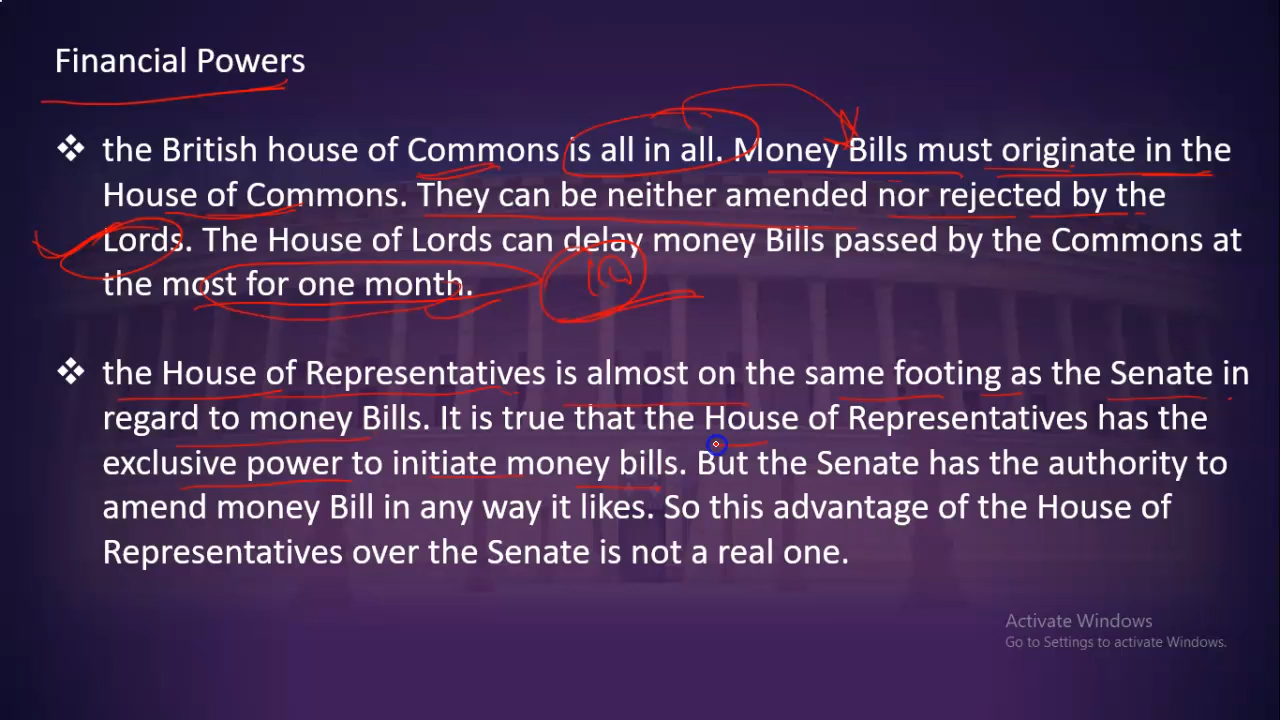 Financial Powers
❖ the British house of Commons is all in all. Money Bills must originate in the
House of Commons. They can be neither amended nor rejected by the
Lords. The House of Lords can delay money Bills passed by the Commons at
the most for one month.
❖ the House of Representatives is almost on the same footing as the Senate in
regard to money Bills. It is true that the House of Representatives has the
exclusive power to initiate money bills. But the Senate has the authority to
amend money Bill in any way it likes. So this advantage of the House of
Representatives over the Senate is not a real one.
Activate Windows
Go to Settings to activate Windows.